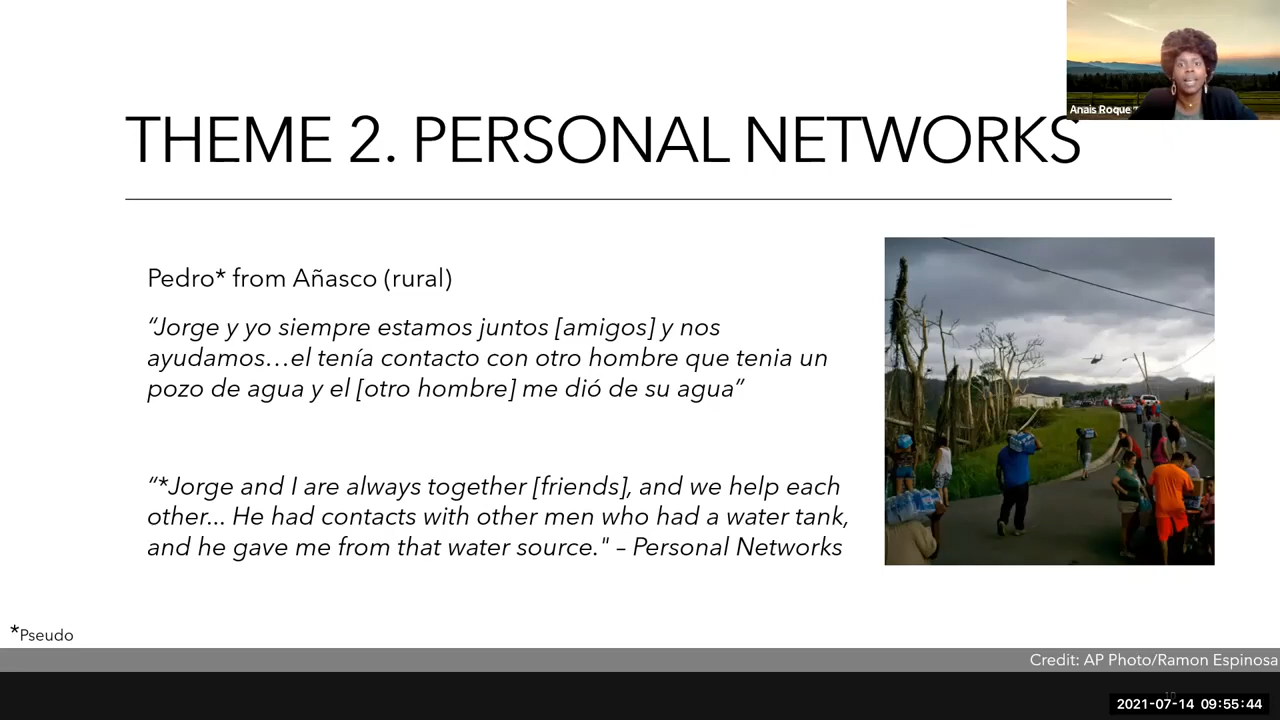 Anais Roque
THEME 2. PERSONAL NETWORKS
Pedro* from Añasco (rural)
“Jorge y yo siempre estamos juntos [amigos] y nos
ayudamos…el tenía contacto con otro hombre que tenia un
pozo de agua y el [otro hombre] me dió de su agua”
“*Jorge and I are always together [friends], and we help each
other... He had contacts with other men who had a water tank,
and he gave me from that water source." – Personal Networks
*Pseudo
Credit: AP Photo/Ramon Espinosa
10
2021-07-14 09:55:44